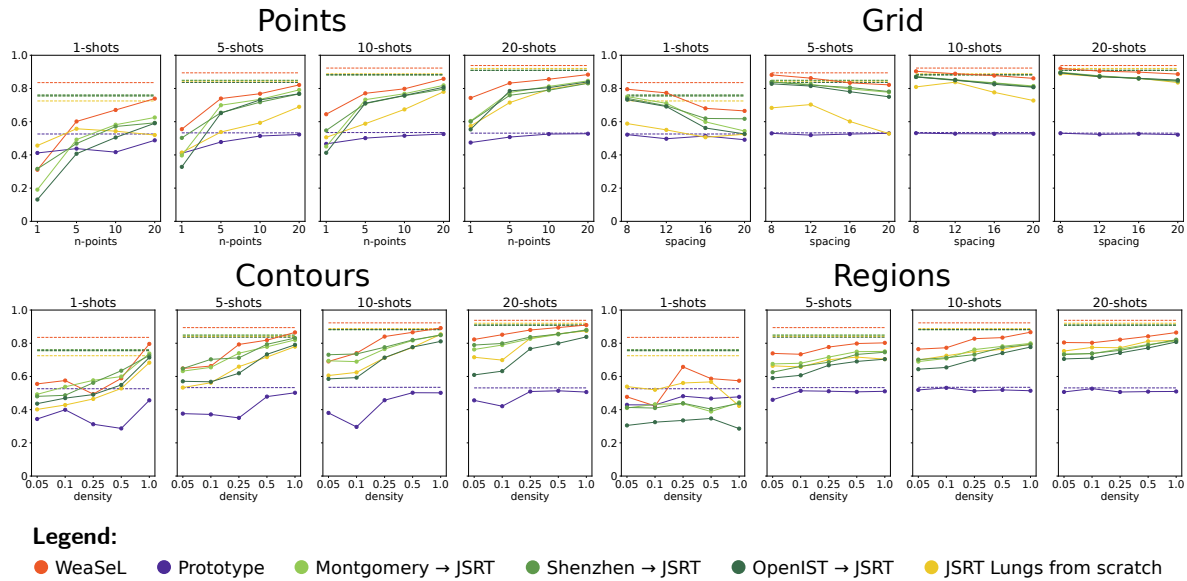 Points
Grid
1-shots 5-shots 10-shots 20-shots 1-shots 5-shots 10-shots 20-shots
1.0
0.8
0.6
0.4
0.2
0
1 5 10 20 1 5 10 20 1 5 10 20 1 5 10 20 8 12 16 20 8 12 16 20 8 12 16 20 8 12 16 20
n-points n-points n-points n-points spacing spacing spacing spacing
Contours
Regions
1-shots 5-shots 10-shots 20-shots 1-shots 5-shots 10-shots 20-shots
1.0
0.8
0.6
0.4
0.2
0
0.05 0.1 0.25 0.5 1.0 0.05 0.1 0.25 0.5 1.0 0.05 0.1 0.25 0.5 1.0 0.05 0.1 0.25 0.5 1.0 0.05 0.1 0.25 0.5 1.0 0.05 0.1 0.25 0.5 1.0 0.05 0.1 0.25 0.5 1.0 0.05 0.1 0.25 0.5 1.0
density density density density density density density density
Legend:
WeaSeL Prototype Montgomery → JSRT Shenzhen → JSRT OpenIST → JSRT JSRT Lungs from scratch